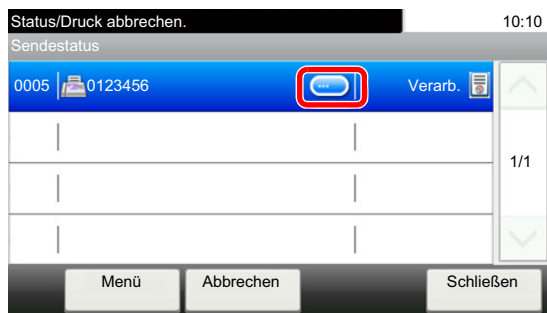 Status/Druck abbrechen. 10:10
Sendestatus
0005 0123456 ... Verarb.
1/1
Menü Abbrechen Schließen